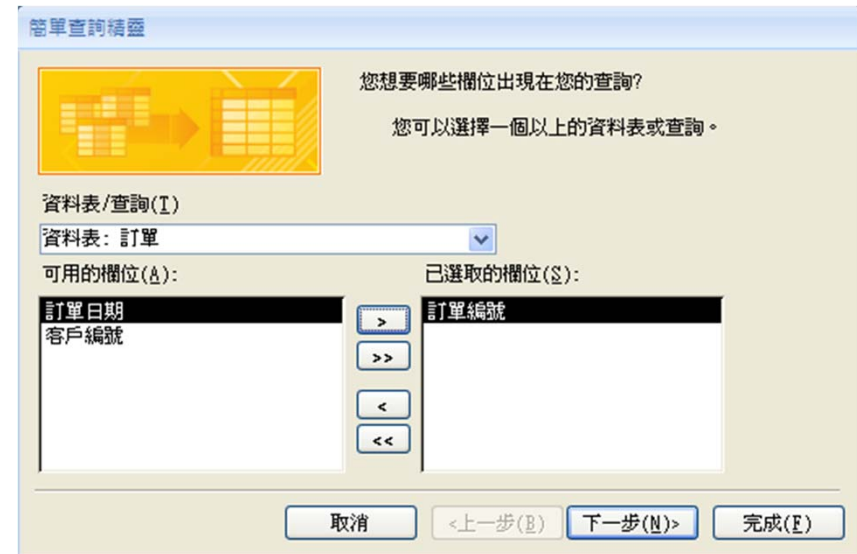 簡單查詢精靈
您想要哪些欄位出現在您的查詢?
您可以選擇一個以上的資料表或查詢。
資料表/查詢(T)
資料表: 訂單
可用的欄位(A):
已選取的欄位(S):
訂單日期
客戶編號
>
>>
<
<<
訂單編號
取消
<上一步(B)
下一步(N)>
完成(F)